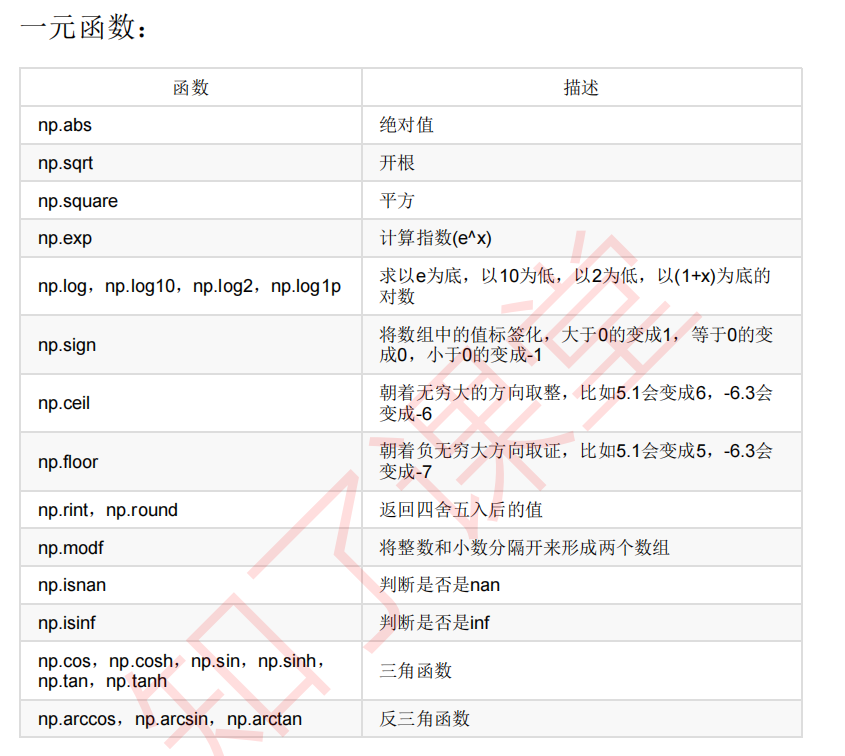 一元函数：
函数 描述
np.abs 绝对值
np.sqrt 开根
np.square 平方
np.exp 计算指数(e^x)
np.log，np.log10，np.log2，np.log1p 求以e为底，以10为低，以2为低，以(1+x)为底的
对数
np.sign 将数组中的值标签化，大于0的变成1，等于0的变
成0，小于0的变成-1
np.ceil 朝着无穷大的方向取整，比如5.1会变成6，-6.3会
变成-6
np.floor 朝着负无穷大方向取证，比如5.1会变成5，-6.3会
变成-7
np.rint，np.round 返回四舍五入后的值
np.modf 将整数和小数分隔开来形成两个数组
np.isnan 判断是否是nan
np.isinf 判断是否是inf
np.cos，np.cosh，np.sin，np.sinh，
np.tan，np.tanh 三角函数
np.arccos，np.arcsin，np.arctan 反三角函数
知了课堂